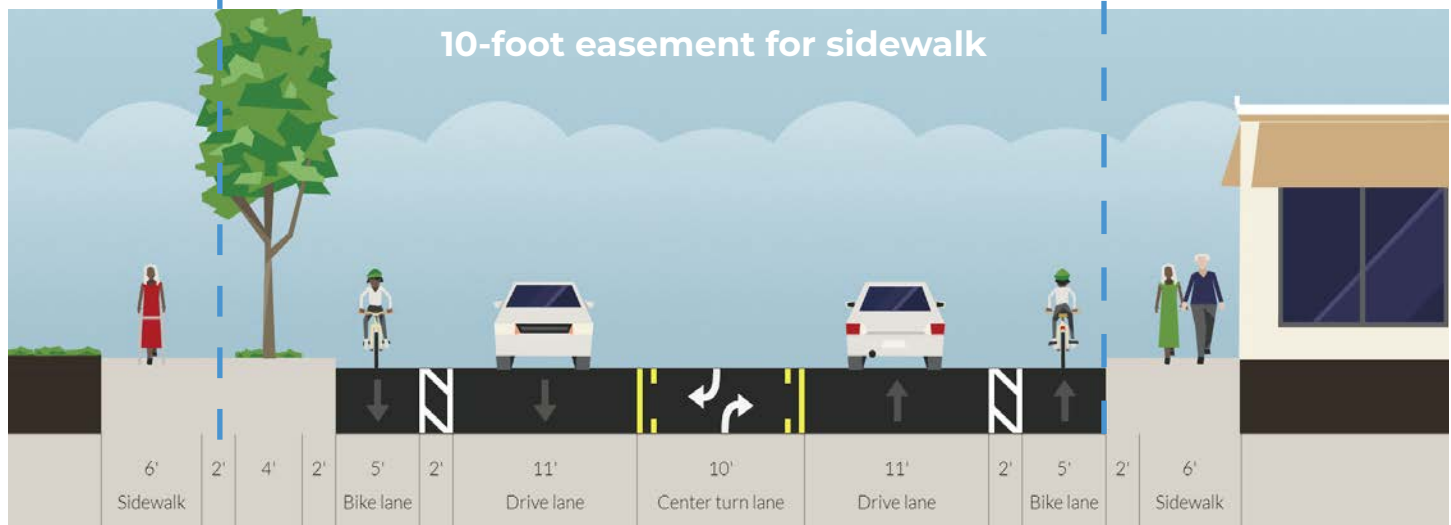 10-foot easement for sidewalk
6' 2' 4' 2' 5' 2' 11' 10' 11' 2' 5' 2' 6'
Sidewalk Bike lane Drive lane Center turn lane Drive lane Bike lane Sidewalk